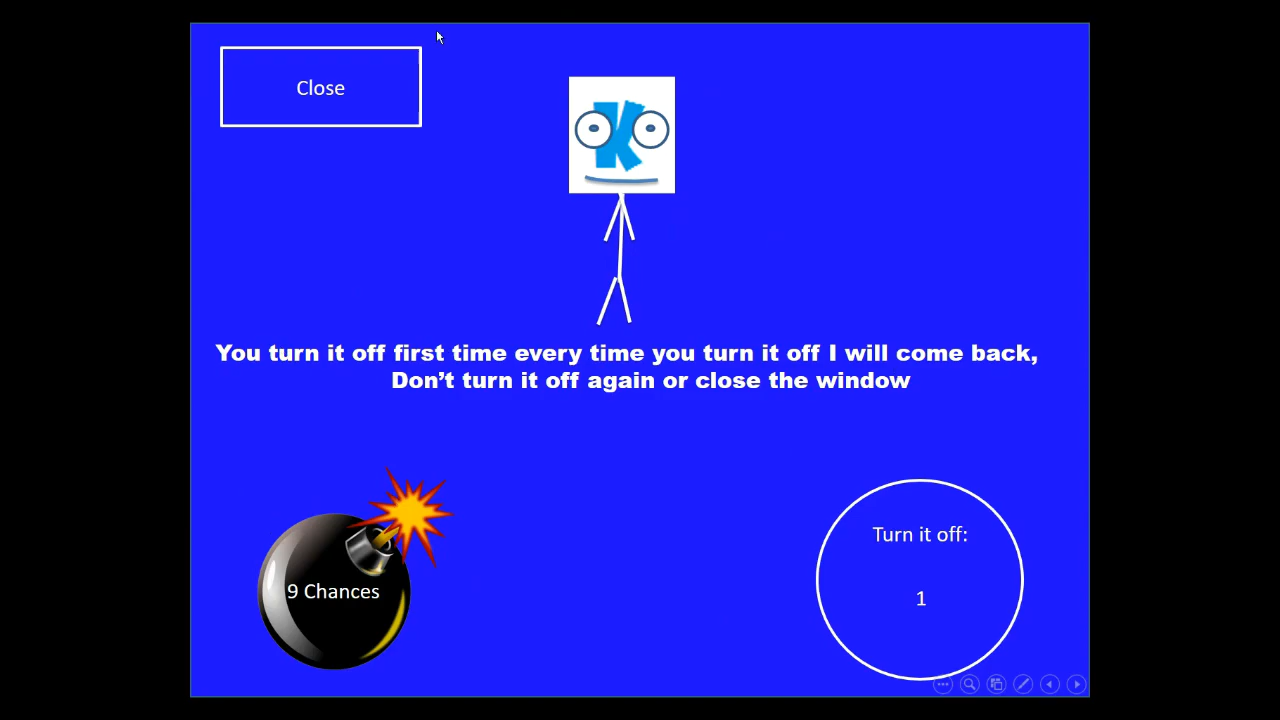 Close
K
You turn it off first time every time you turn it off I will come back,
Don’t turn it off again or close the window
9 Chances
Turn it off:
1